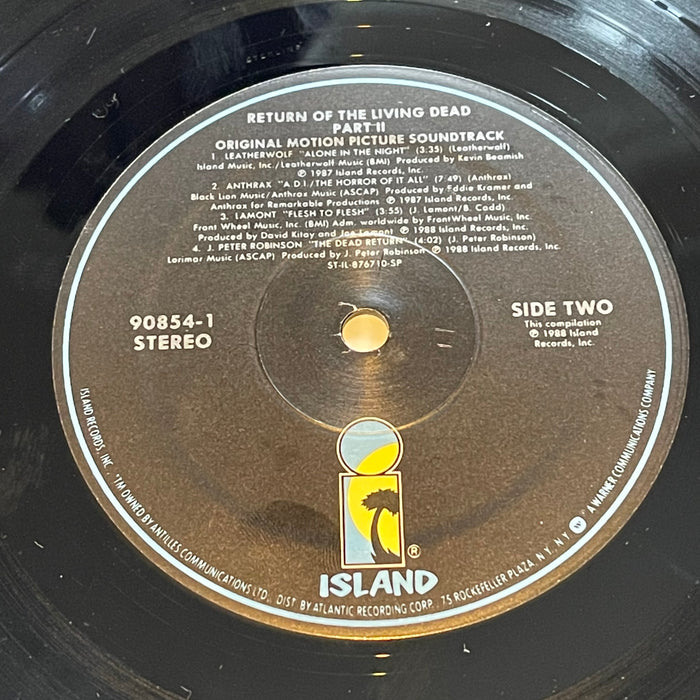 RETURN OF THE LIVING DEAD
PART II
ORIGINAL MOTION PICTURE SOUNDTRACK
1. LEATHERWOLF "ALONE IN THE NIGHT" (3:35) (Leatherwolf)
Island Music, Inc./Leatherwolf Music (BMI) Produced by Kevin Beamish
℗ 1987 Island Records, Inc.
2. ANTHRAX "A.D.I./THE HORROR OF IT ALL" (7:49) (Anthrax)
Black Lion Music/Anthrax Music (ASCAP) Produced by Eddie Kramer and
Anthrax for Remarkable Productions ℗ 1987 Island Records, Inc.
3. LAMONT "FLESH TO FLESH" (3:55) (J. Lamont/B. Cadd)
Front Wheel Music, Inc. (BMI) Adm. worldwide by FrontWheel Music, Inc.
Produced by David Kitay and Joe Lamont ℗ 1988 Island Records, Inc.
4. J. PETER ROBINSON "THE DEAD RETURN" (4:02) (J. Peter Robinson)
Lorimar Music (ASCAP) Produced by J. Peter Robinson ℗ 1988 Island Records, Inc.
ST-IL-876710-SP
90854-1
STEREO
SIDE TWO
This compilation
℗ 1988 Island
Records, Inc.
ISLAND®
ISLAND RECORDS, INC. *TM OWNED BY ANTILLES COMMUNICATIONS LTD., DIST. BY ATLANTIC RECORDING CORP., 75 ROCKEFELLER PLAZA, N.Y., N.Y. A WARNER COMMUNICATIONS COMPANY